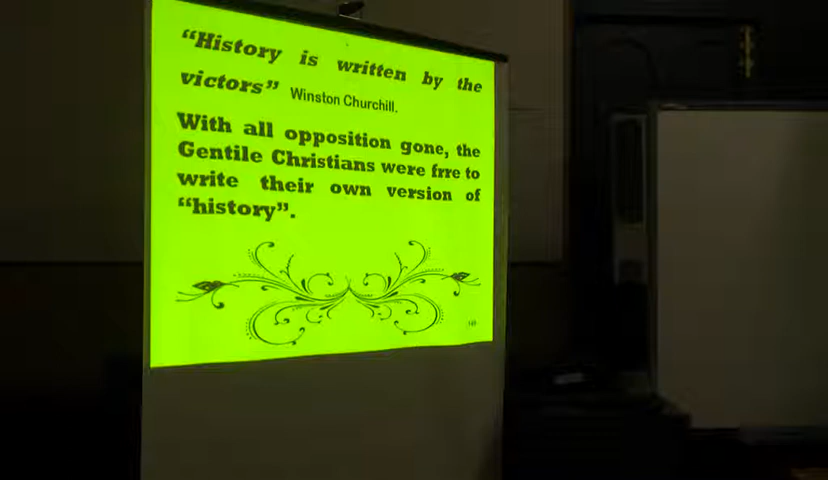 “History is written by the
victors” Winston Churchill.
With all opposition gone, the
Gentile Christians were frre to
write their own version of
“history”.